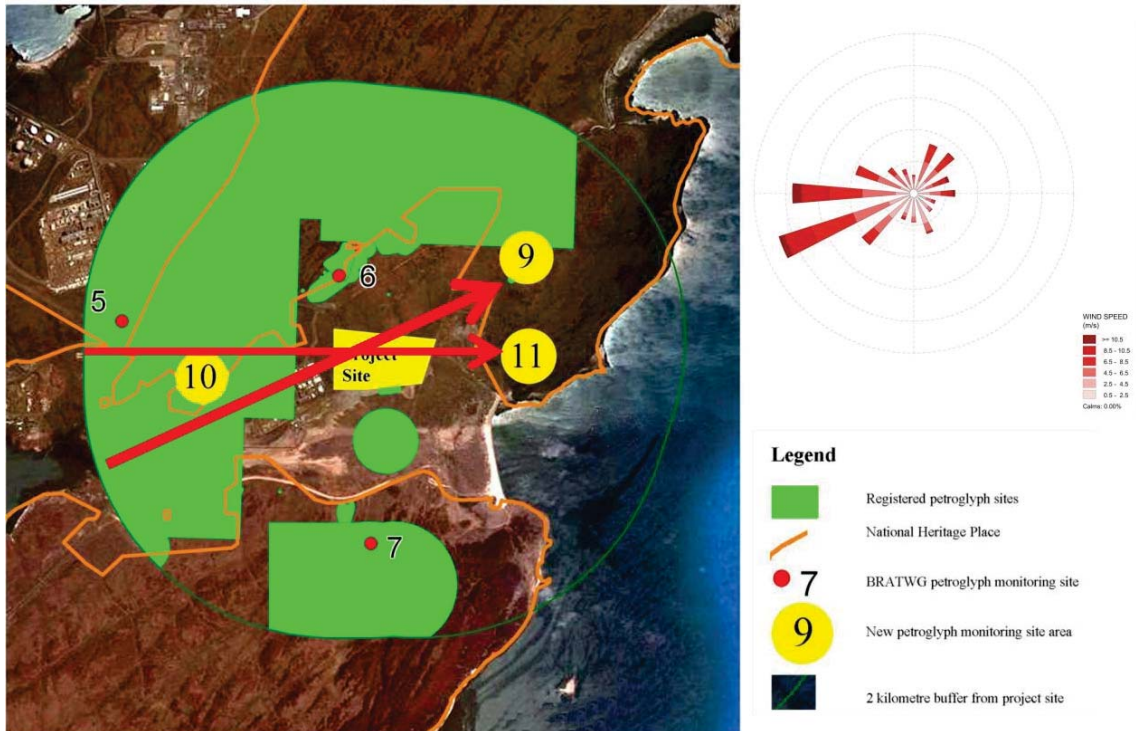 9
6
5
11
10
Project
Site
7
WIND SPEED
(m/s)
>= 10.5
8.5 - 10.5
6.5 - 8.5
4.5 - 6.5
2.5 - 4.5
0.5 - 2.5
Calms: 0.00%
Legend
Registered petroglyph sites
National Heritage Place
7 BRATWG petroglyph monitoring site
9 New petroglyph monitoring site area
2 kilometre buffer from project site